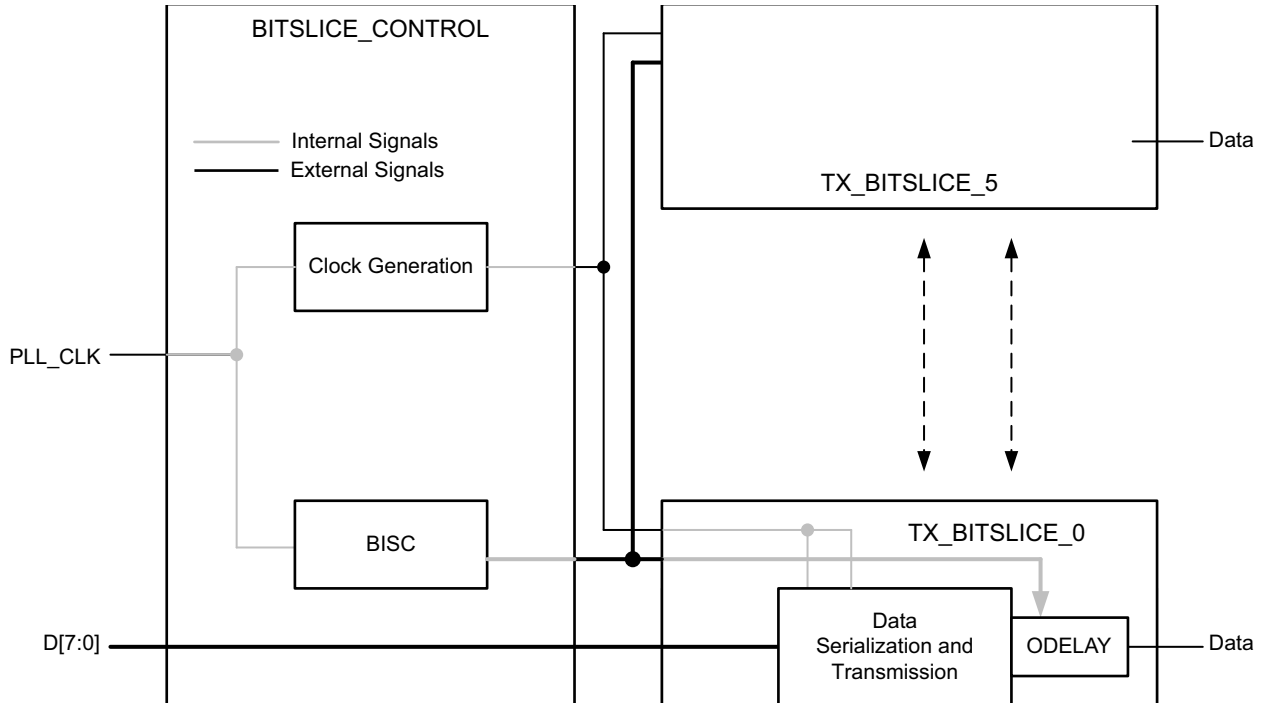 BITSLICE_CONTROL
Internal Signals
External Signals
Data
TX_BITSLICE_5
Clock Generation
PLL_CLK
TX_BITSLICE_0
BISC
Data
Serialization and
Transmission
D[7:0]
ODELAY
Data